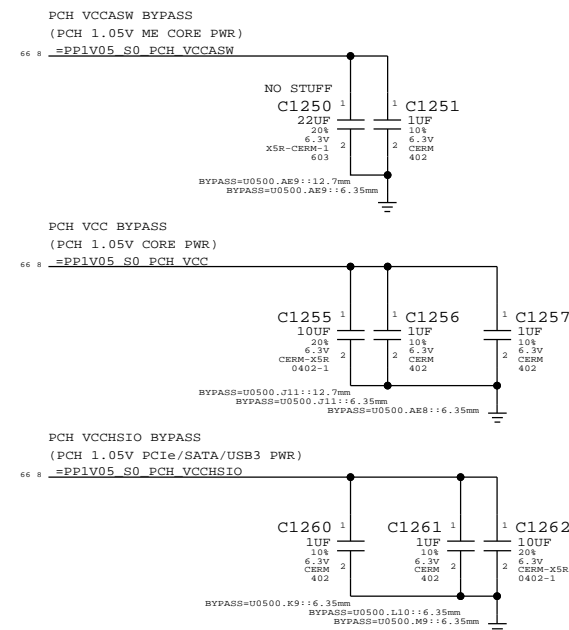 PCH VCCASW BYPASS
(PCH 1.05V ME CORE PWR)
66 8 =PP1V05_S0_PCH_VCCASW
NO STUFF
C1250 1
22UF
20%
6.3V
X5R-CERM-1 2
603
1 C1251
1UF
10%
6.3V
2 CERM
402
BYPASS=U0500.AE9::12.7mm
BYPASS=U0500.AE9::6.35mm
PCH VCC BYPASS
(PCH 1.05V CORE PWR)
66 8 =PP1V05_S0_PCH_VCC
C1255 1
10UF
20%
6.3V 2
CERM-X5R
0402-1
1 C1256
1UF
10%
6.3V
2 CERM
402
1 C1257
1UF
10%
6.3V
2 CERM
402
BYPASS=U0500.J11::12.7mm
BYPASS=U0500.J11::6.35mm
BYPASS=U0500.AE8::6.35mm
PCH VCCHSIO BYPASS
(PCH 1.05V PCIe/SATA/USB3 PWR)
66 8 =PP1V05_S0_PCH_VCCHSIO
C1260 1
1UF
10%
6.3V 2
CERM
402
C1261 1
1UF
10%
6.3V 2
CERM
402
1 C1262
10UF
20%
6.3V
2 CERM-X5R
0402-1
BYPASS=U0500.K9::6.35mm
BYPASS=U0500.L10::6.35mm
BYPASS=U0500.M9::6.35mm